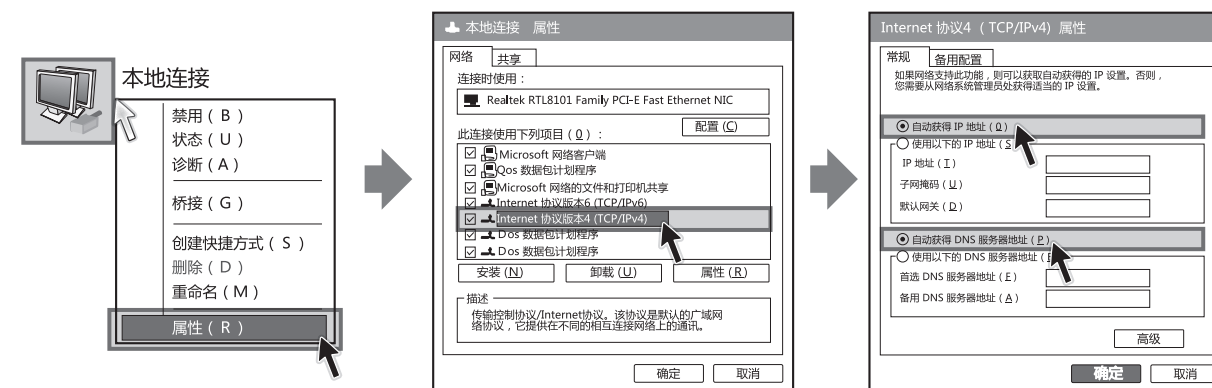 本地连接
禁用 ( B )
状态 ( U )
诊断 ( A )
桥接 ( G )
创建快捷方式 ( S )
删除 ( D )
重命名 ( M )
属性 ( R )
本地连接 属性
网络 共享
连接时使用：
Realtek RTL8101 Family PCI-E Fast Ethernet NIC
配置 (C)
此连接使用下列项目 ( 0 ) ：
Microsoft 网络客户端
Qos 数据包计划程序
Microsoft 网络的文件和打印机共享
Internet 协议版本6 (TCP/IPv6)
Internet 协议版本4 (TCP/IPv4)
Dos 数据包计划程序
Dos 数据包计划程序
安装 (N) 卸载 (U) 属性 (R)
描述
传输控制协议/Internet协议。该协议是默认的广域网
络协议，它提供在不同的相互连接网络上的通讯。
确定 取消
Internet 协议4 ( TCP/IPv4) 属性
常规 备用配置
如果网络支持此功能，则可以获取自动获得的 IP 设置。否则，
您需要从网络系统管理员处获得适当的 IP 设置。
自动获得 IP 地址 ( 0 )
使用以下的 IP 地址 ( S
IP 地址 ( I )
子网掩码 ( U )
默认网关 ( D )
自动获得 DNS 服务器地址 ( P )
使用以下的 DNS 服务器地址 (
首选 DNS 服务器地址 ( E )
备用 DNS 服务器地址 ( A )
高级
确定 取消